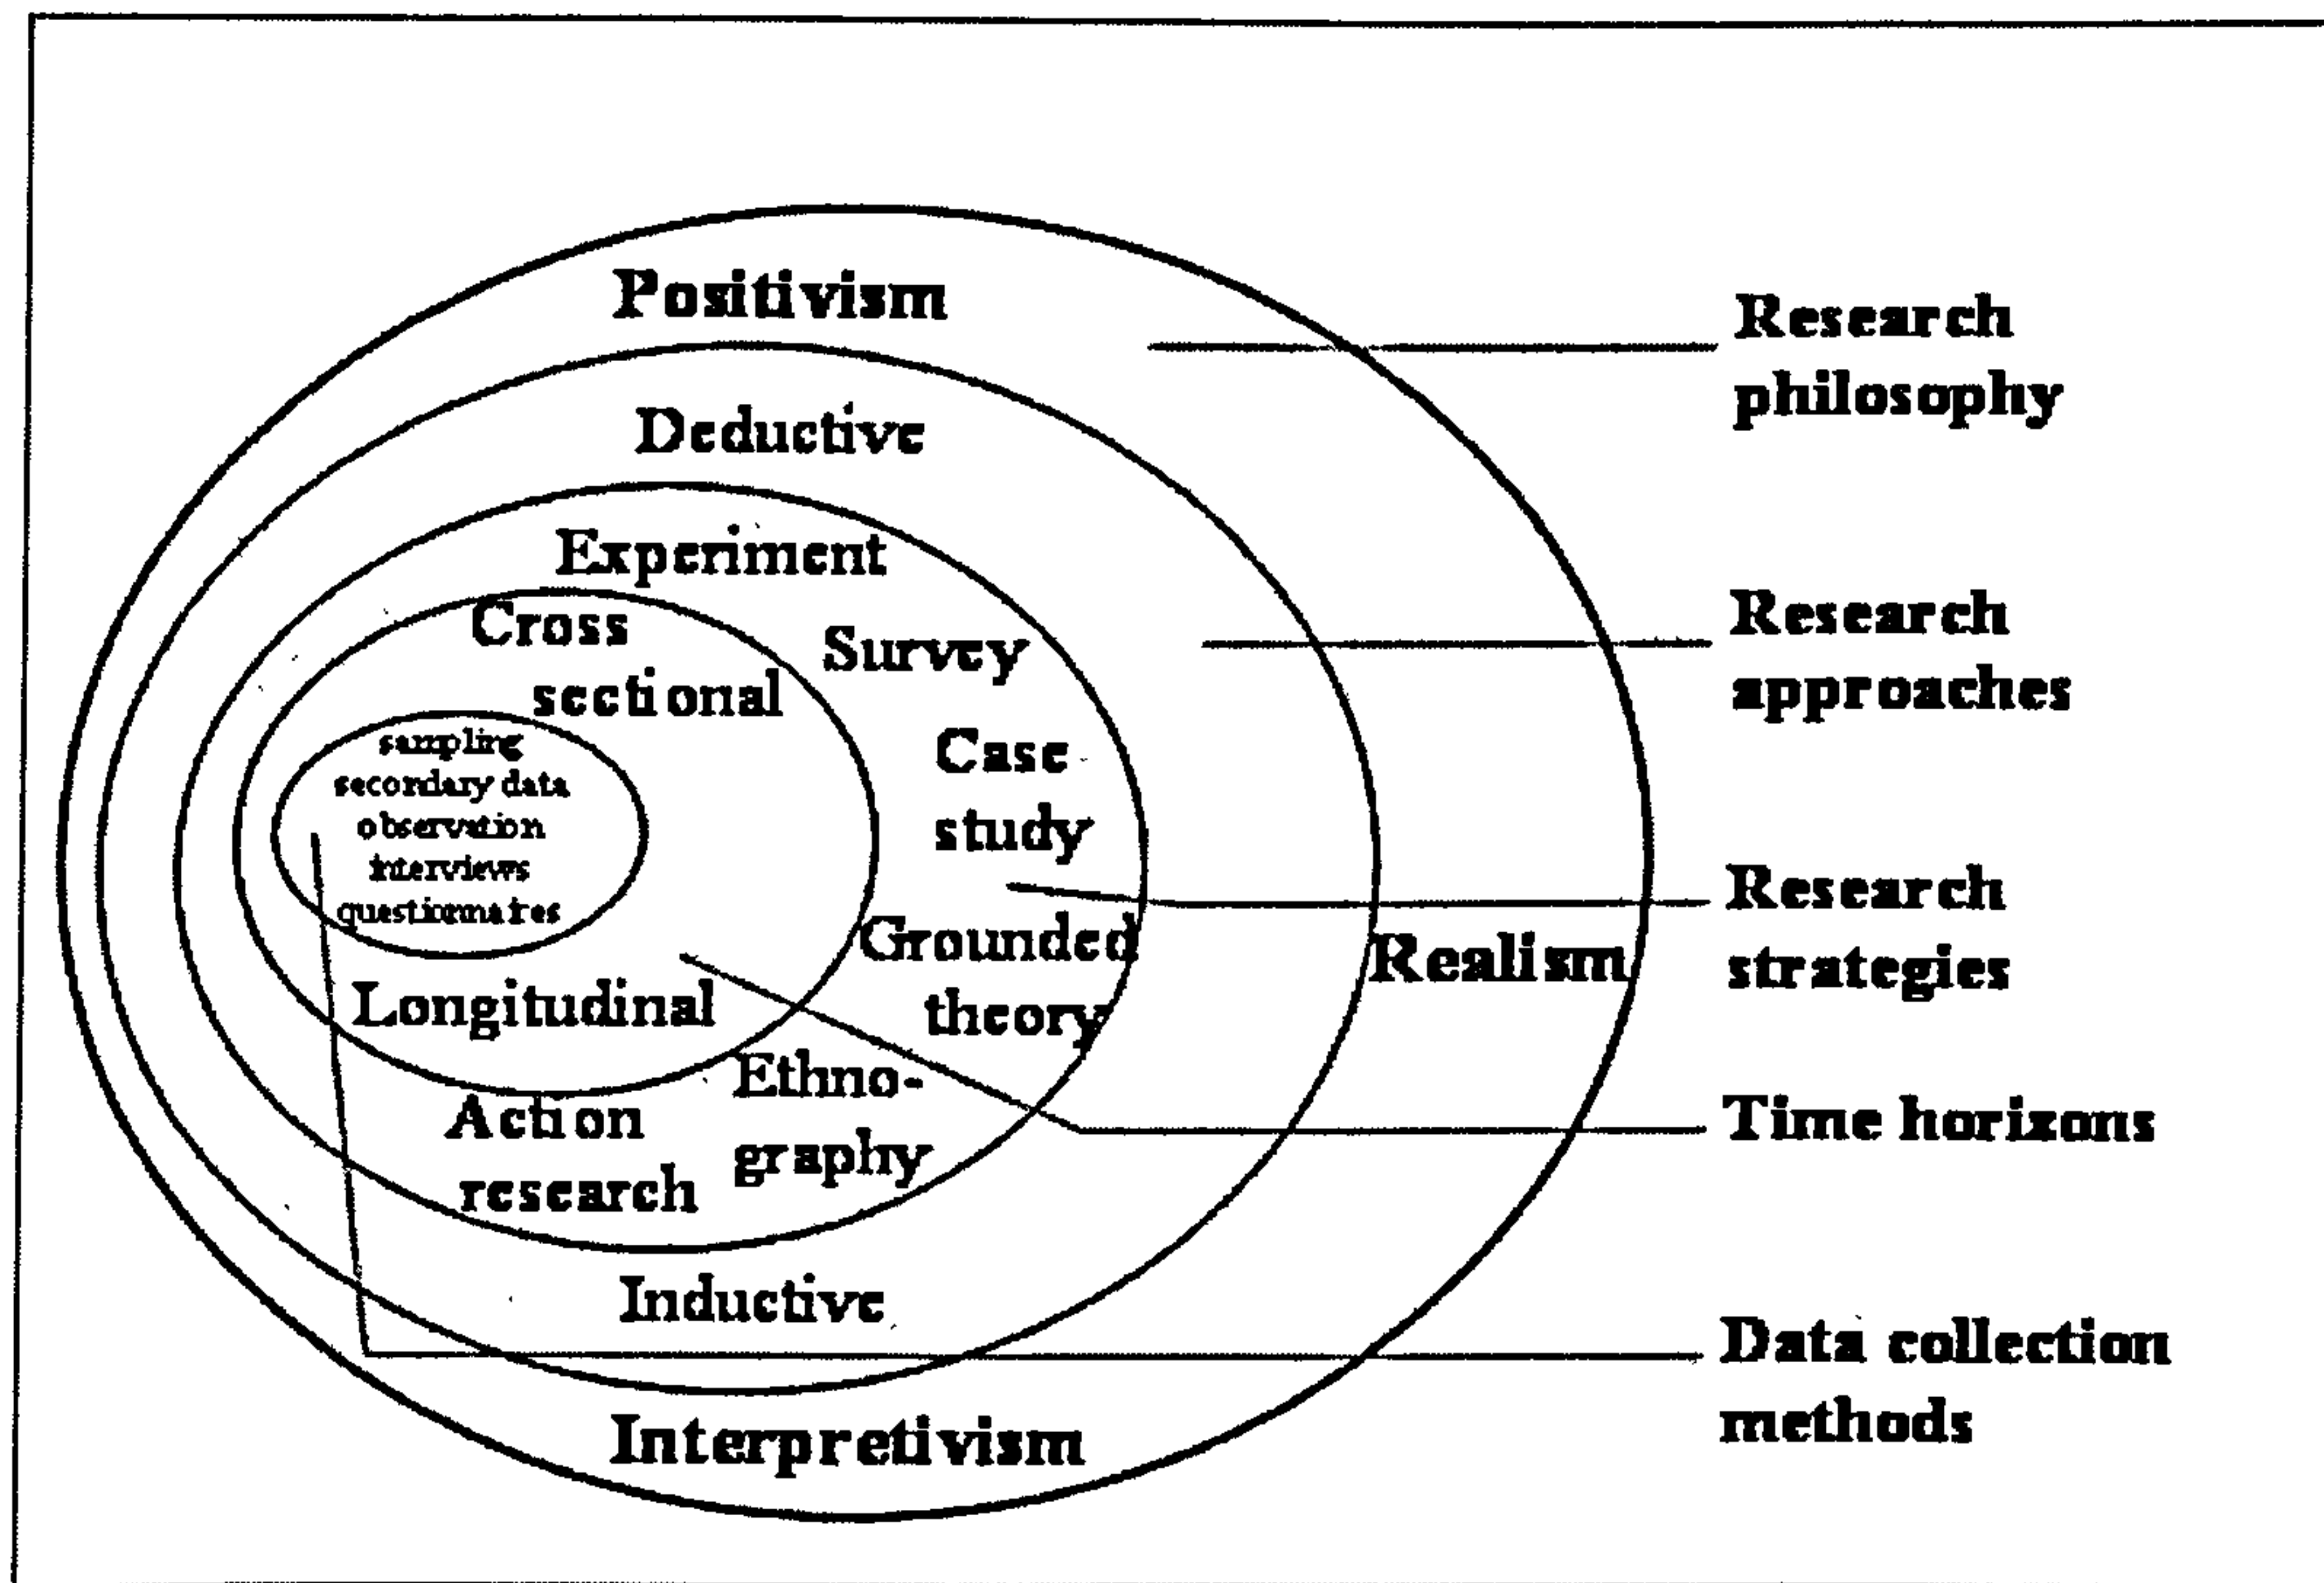 Positivism
Deductive
Experiment
Cross
sectional
Survey
Case
study
sampling
secondary data
observation
interviews
questionnaires
Grounded
theory
Realism
Longitudinal
Ethno-
graphy
Action
research
Inductive
Interpretivism
Research
philosophy
Research
approaches
Research
strategies
Time horizons
Data collection
methods